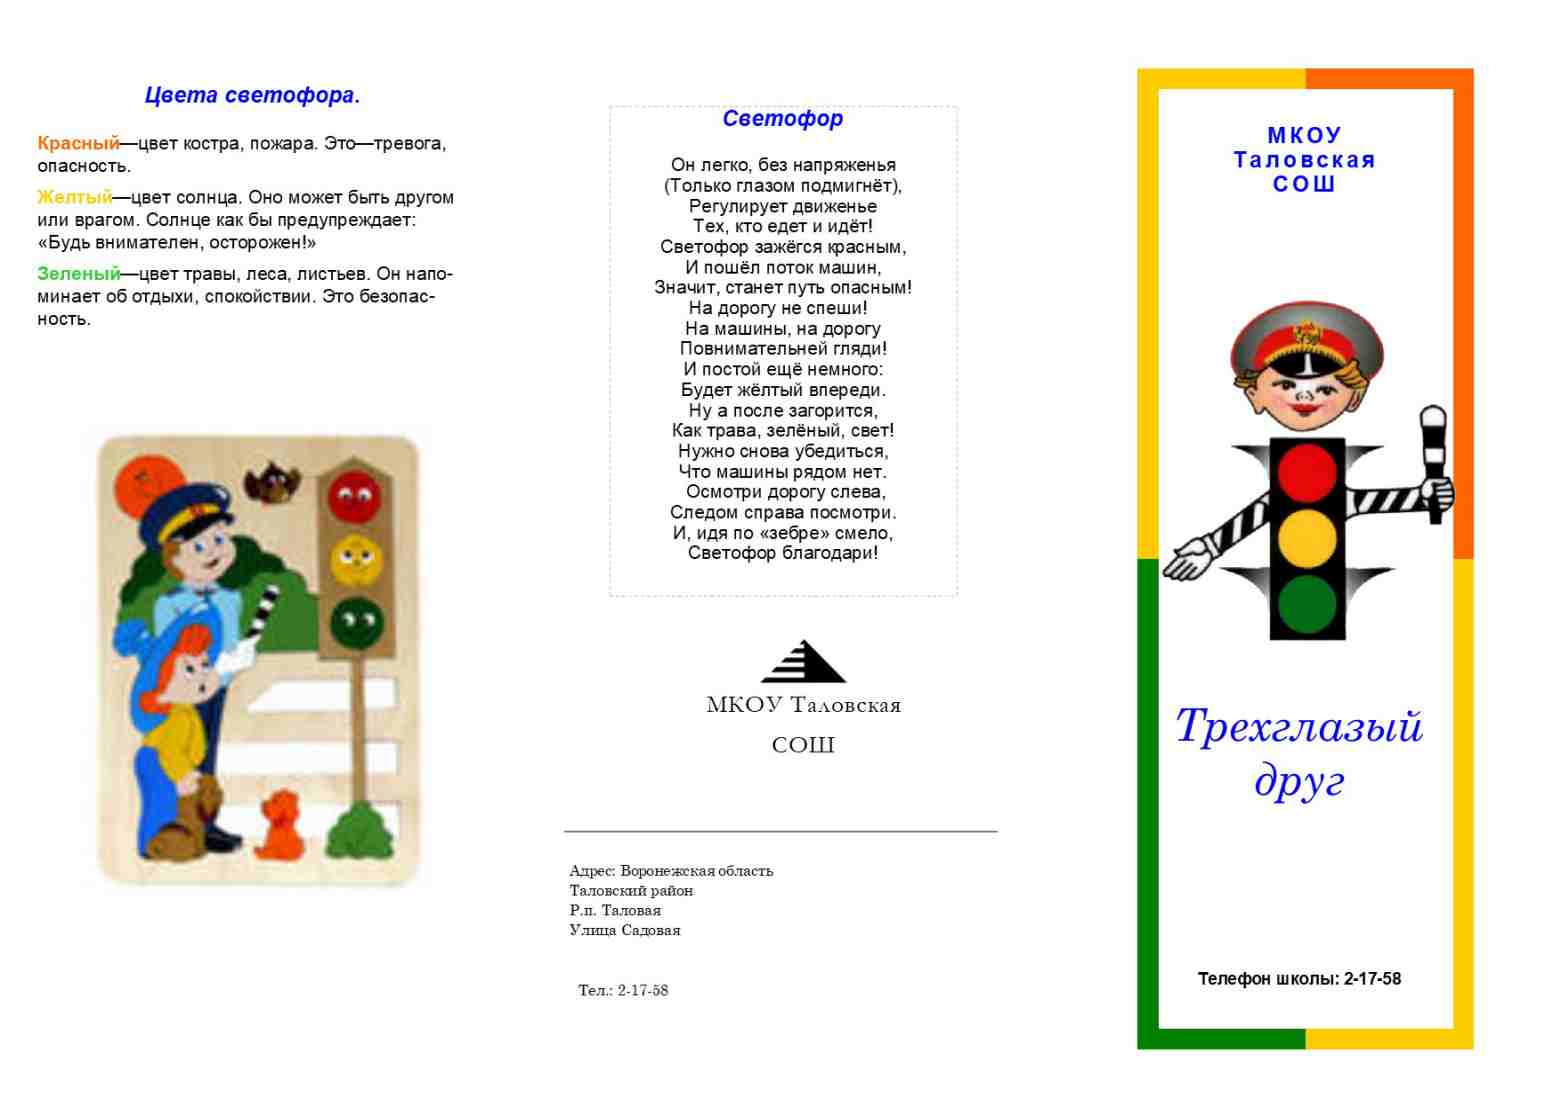 Цвета светофора.
Красный—цвет костра, пожара. Это—тревога,
опасность.
Желтый—цвет солнца. Оно может быть другом
или врагом. Солнце как бы предупреждает:
«Будь внимателен, осторожен!»
Зеленый—цвет травы, леса, листьев. Он напо-
минает об отдыхи, спокойствии. Это безопас-
ность.
Светофор
Он легко, без напряженья
(Только глазом подмигнёт),
Регулирует движенье
Тех, кто едет и идёт!
Светофор зажёгся красным,
И пошёл поток машин,
Значит, станет путь опасным!
На дорогу не спеши!
На машины, на дорогу
Повнимательней гляди!
И постой ещё немного:
Будет жёлтый впереди.
Ну а после загорится,
Как трава, зелёный, свет!
Нужно снова убедиться,
Что машины рядом нет.
Осмотри дорогу слева,
Следом справа посмотри.
И, идя по «зебре» смело,
Светофор благодари!
МКОУ Таловская
СОШ
Адрес: Воронежская область
Таловский район
Р.п. Таловая
Улица Садовая
Тел.: 2-17-58
МКОУ
Таловская
СОШ
Трехглазый
друг
Телефон школы: 2-17-58